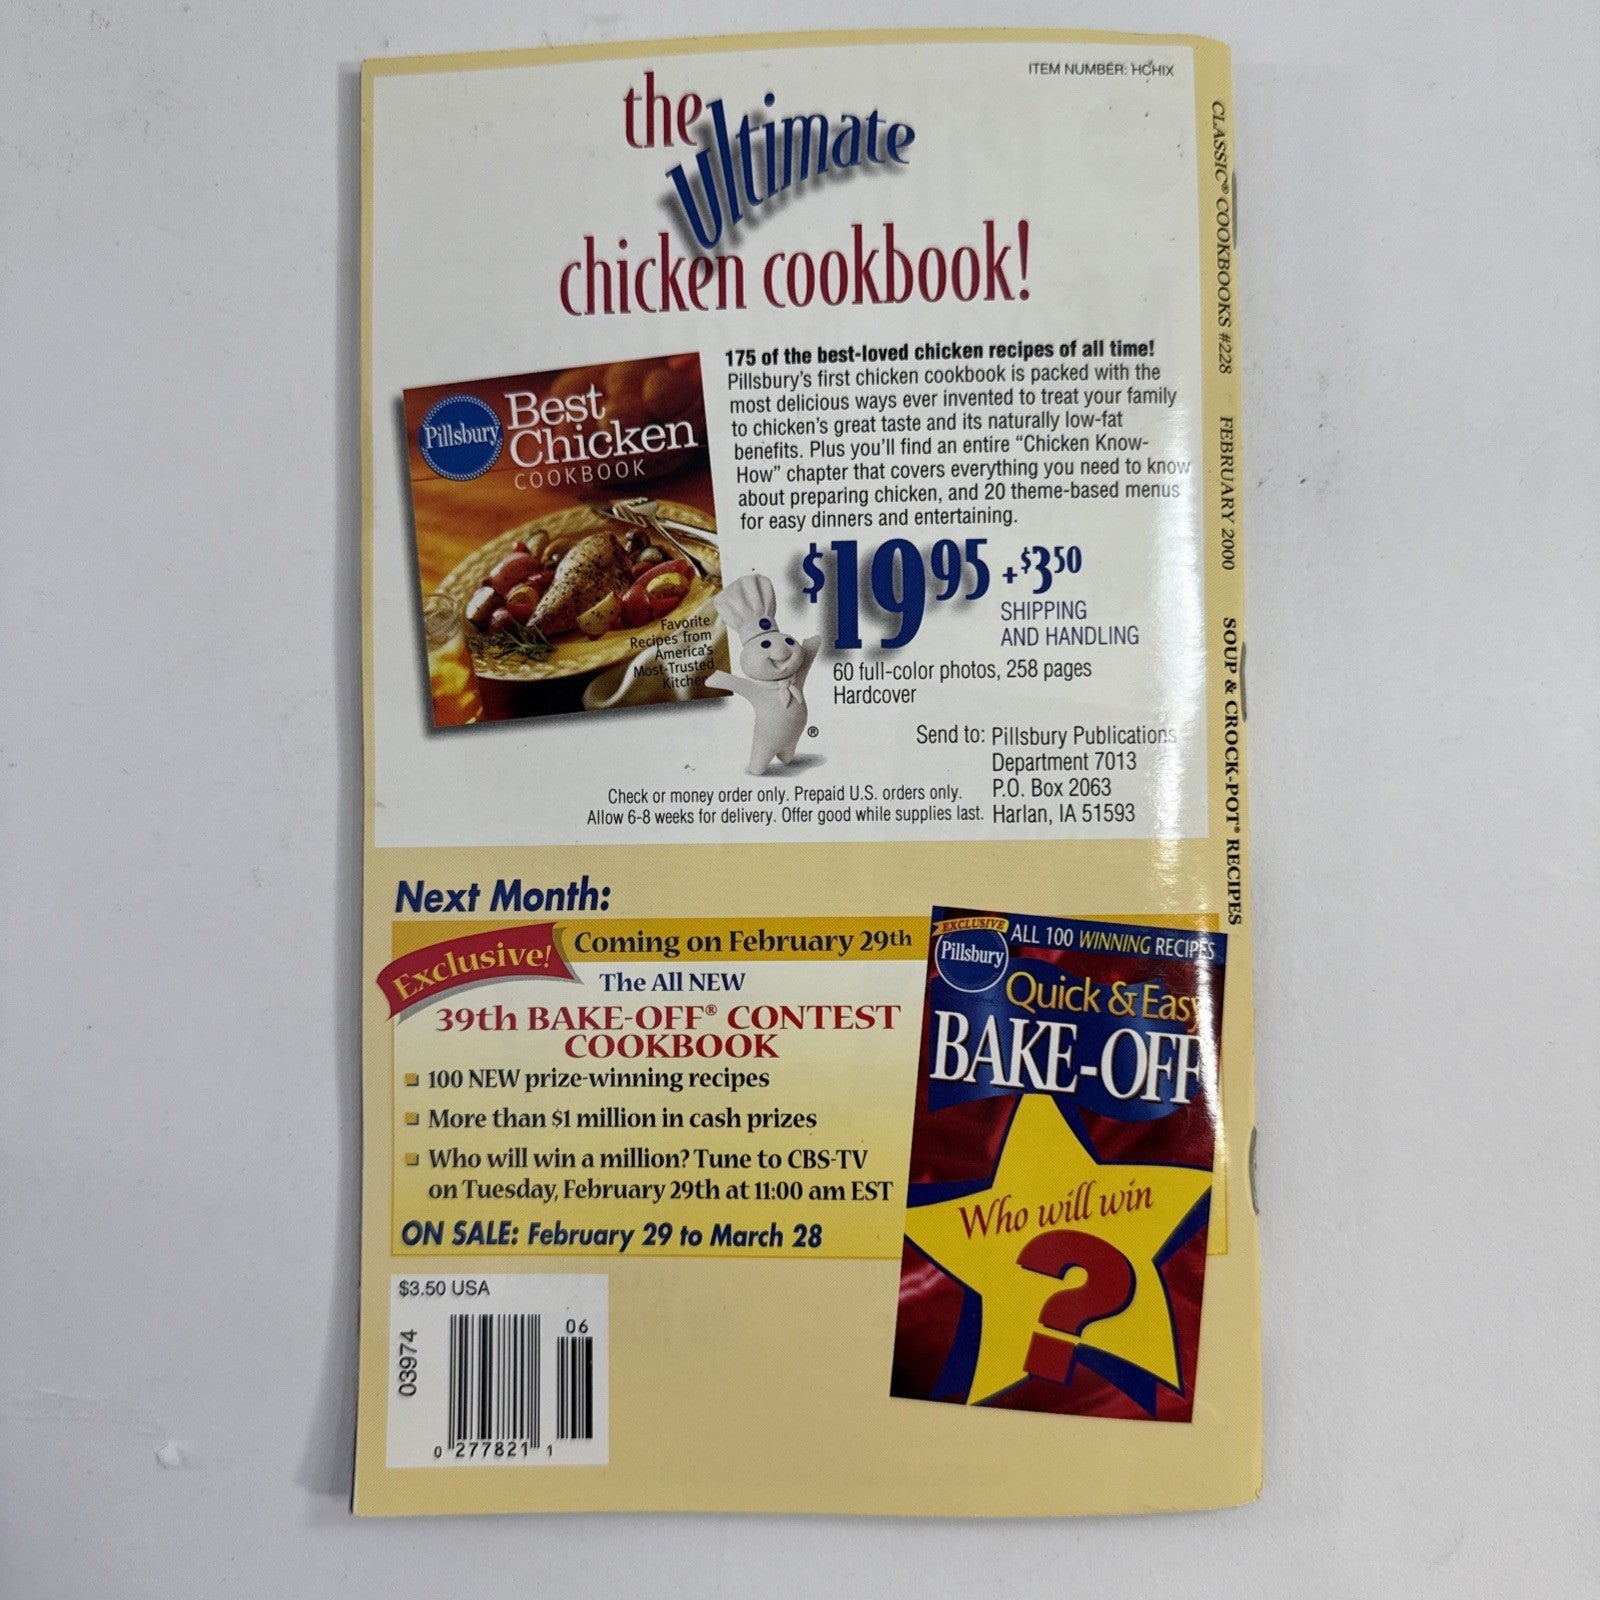 ITEM NUMBER: HCHIX
the
ultimate
chicken cookbook!
Pillsbury
Best
Chicken
COOKBOOK
Favorite
Recipes from
America's
Most-Trusted
Kitchen
175 of the best-loved chicken recipes of all time!
Pillsbury's first chicken cookbook is packed with the
most delicious ways ever invented to treat your family
to chicken's great taste and its naturally low-fat
benefits. Plus you'll find an entire "Chicken Know-
How" chapter that covers everything you need to know
about preparing chicken, and 20 theme-based menus
for easy dinners and entertaining.
$19 95 + $3 50
SHIPPING
AND HANDLING
60 full-color photos, 258 pages
Hardcover
®
Send to: Pillsbury Publications
Department 7013
P.O. Box 2063
Harlan, IA 51593
Check or money order only. Prepaid U.S. orders only.
Allow 6-8 weeks for delivery. Offer good while supplies last.
CLASSIC® COOKBOOKS #228 FEBRUARY 2000 SOUP & CROCK-POT® RECIPES
Next Month:
Exclusive!
Coming on February 29th
The All NEW
39th BAKE-OFF® CONTEST
COOKBOOK
100 NEW prize-winning recipes
More than $1 million in cash prizes
Who will win a million? Tune to CBS-TV
on Tuesday, February 29th at 11:00 am EST
ON SALE: February 29 to March 28
EXCLUSIVE
Pillsbury
ALL 100 WINNING RECIPES
Quick & Easy
BAKE-OFF
Who will win
?
$3.50 USA
03974
06
0 277821 1